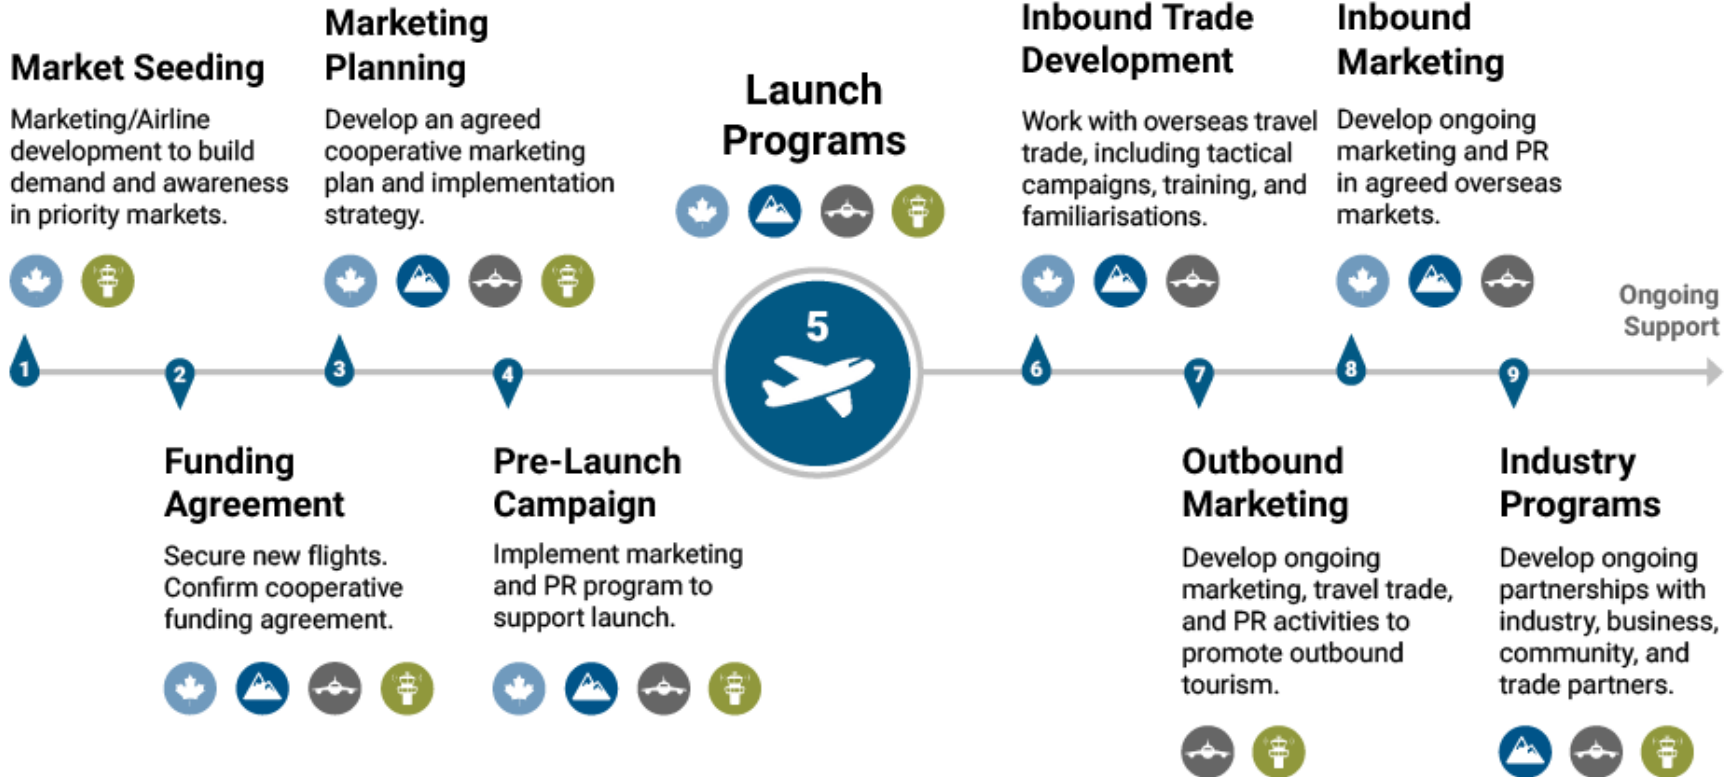 Market Seeding
Marketing/Airline
development to build
demand and awareness
in priority markets.
1
Funding
Agreement
Secure new flights.
Confirm cooperative
funding agreement.
2
Marketing
Planning
Develop an agreed
cooperative marketing
plan and implementation
strategy.
3
Pre-Launch
Campaign
Implement marketing
and PR program to
support launch.
4
Launch
Programs
5
Inbound Trade
Development
Work with overseas travel
trade, including tactical
campaigns, training, and
familiarisations.
6
Outbound
Marketing
Develop ongoing
marketing, travel trade,
and PR activities to
promote outbound
tourism.
7
Inbound
Marketing
Develop ongoing
marketing and PR
in agreed overseas
markets.
8
Industry
Programs
Develop ongoing
partnerships with
industry, business,
community, and
trade partners.
9
Ongoing
Support